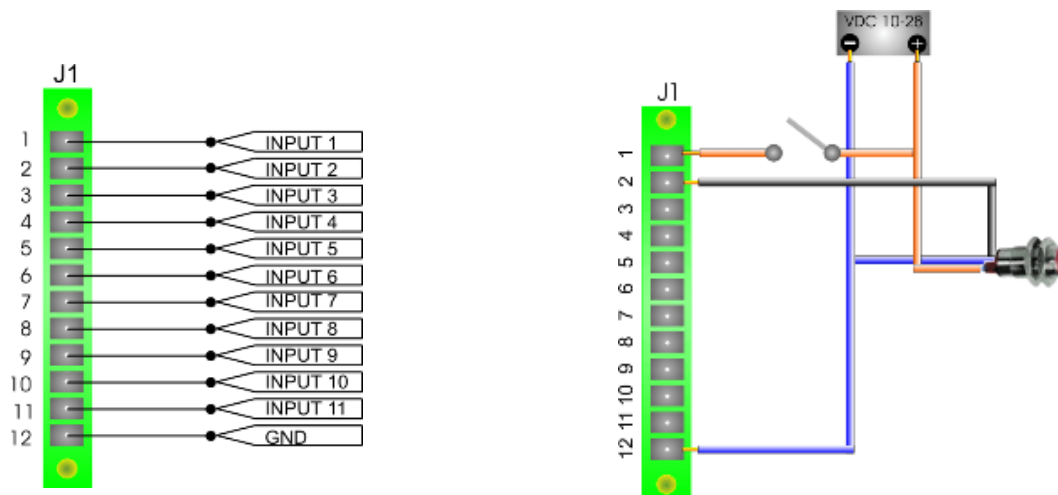 J1
1 INPUT 1
2 INPUT 2
3 INPUT 3
4 INPUT 4
5 INPUT 5
6 INPUT 6
7 INPUT 7
8 INPUT 8
9 INPUT 9
10 INPUT 10
11 INPUT 11
12 GND
VDC 10-28
- +
J1
1
2
3
4
5
6
7
8
9
10
11
12